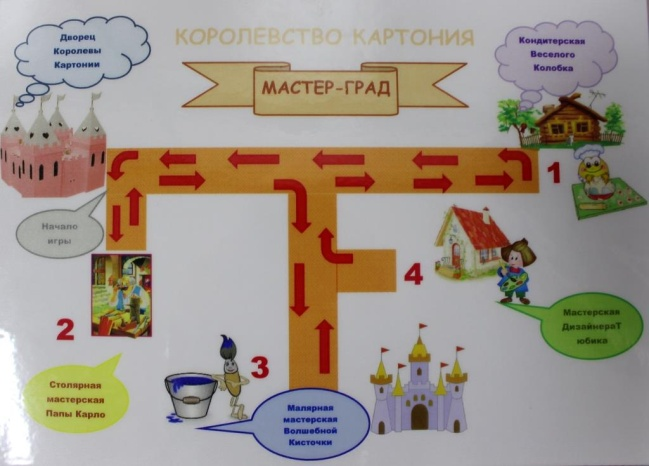 КОРОЛЕВСТВО КАРТОНИЯ
МАСТЕР-ГРАД
Дворец
Королевы
Картонии
Кондитерская
Веселого
Колобка
1
Начало
игры
4
Мастерская
ДизайнераТ
юбика
2
3
Столярная
мастерская
Папы Карло
Малярная
мастерская
Волшебной
Кисточки